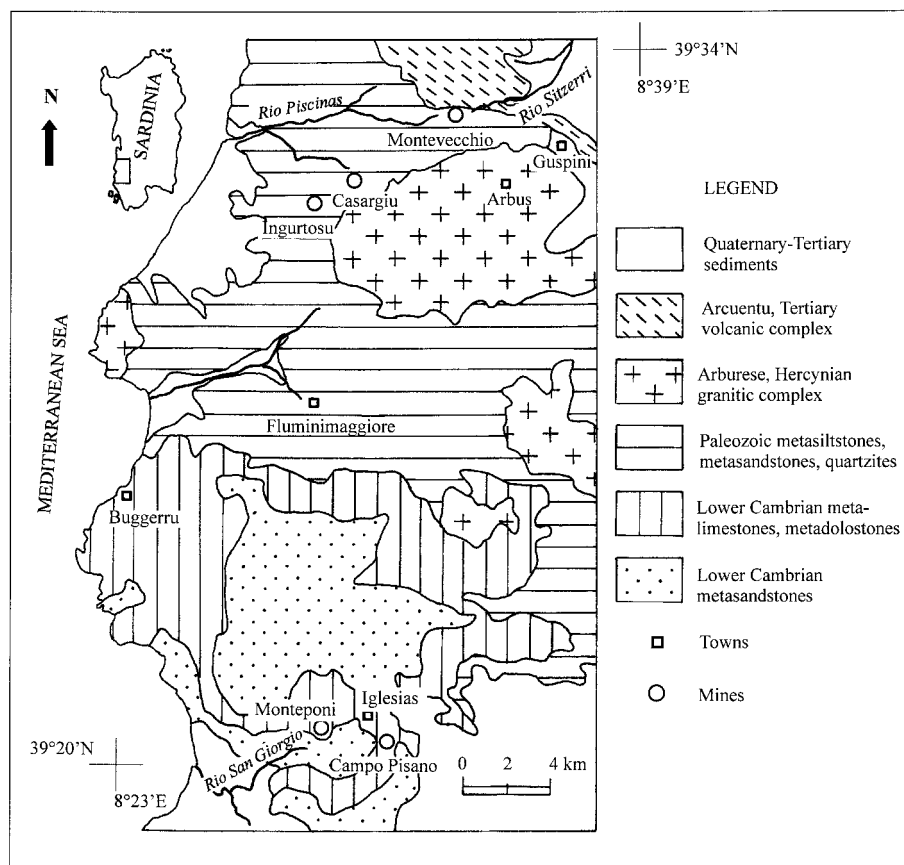 39°34'N
8°39'E
N
SARDINIA
Rio Piscinas
Rio Sitzerri
Montevecchio
Guspini
Casargiu
Arbus
Ingurtosu
MEDITERRANEAN SEA
Fluminimaggiore
Buggerru
Iglesias
Monteponi
Rio San Giorgio
Campo Pisano
39°20'N
8°23'E
0 2 4 km
LEGEND
Quaternary-Tertiary
sediments
Arcuentu, Tertiary
volcanic complex
Arburese, Hercynian
granitic complex
Paleozoic metasiltstones,
metasandstones, quartzites
Lower Cambrian meta-
limestones, metadolostones
Lower Cambrian
metasandstones
Towns
Mines